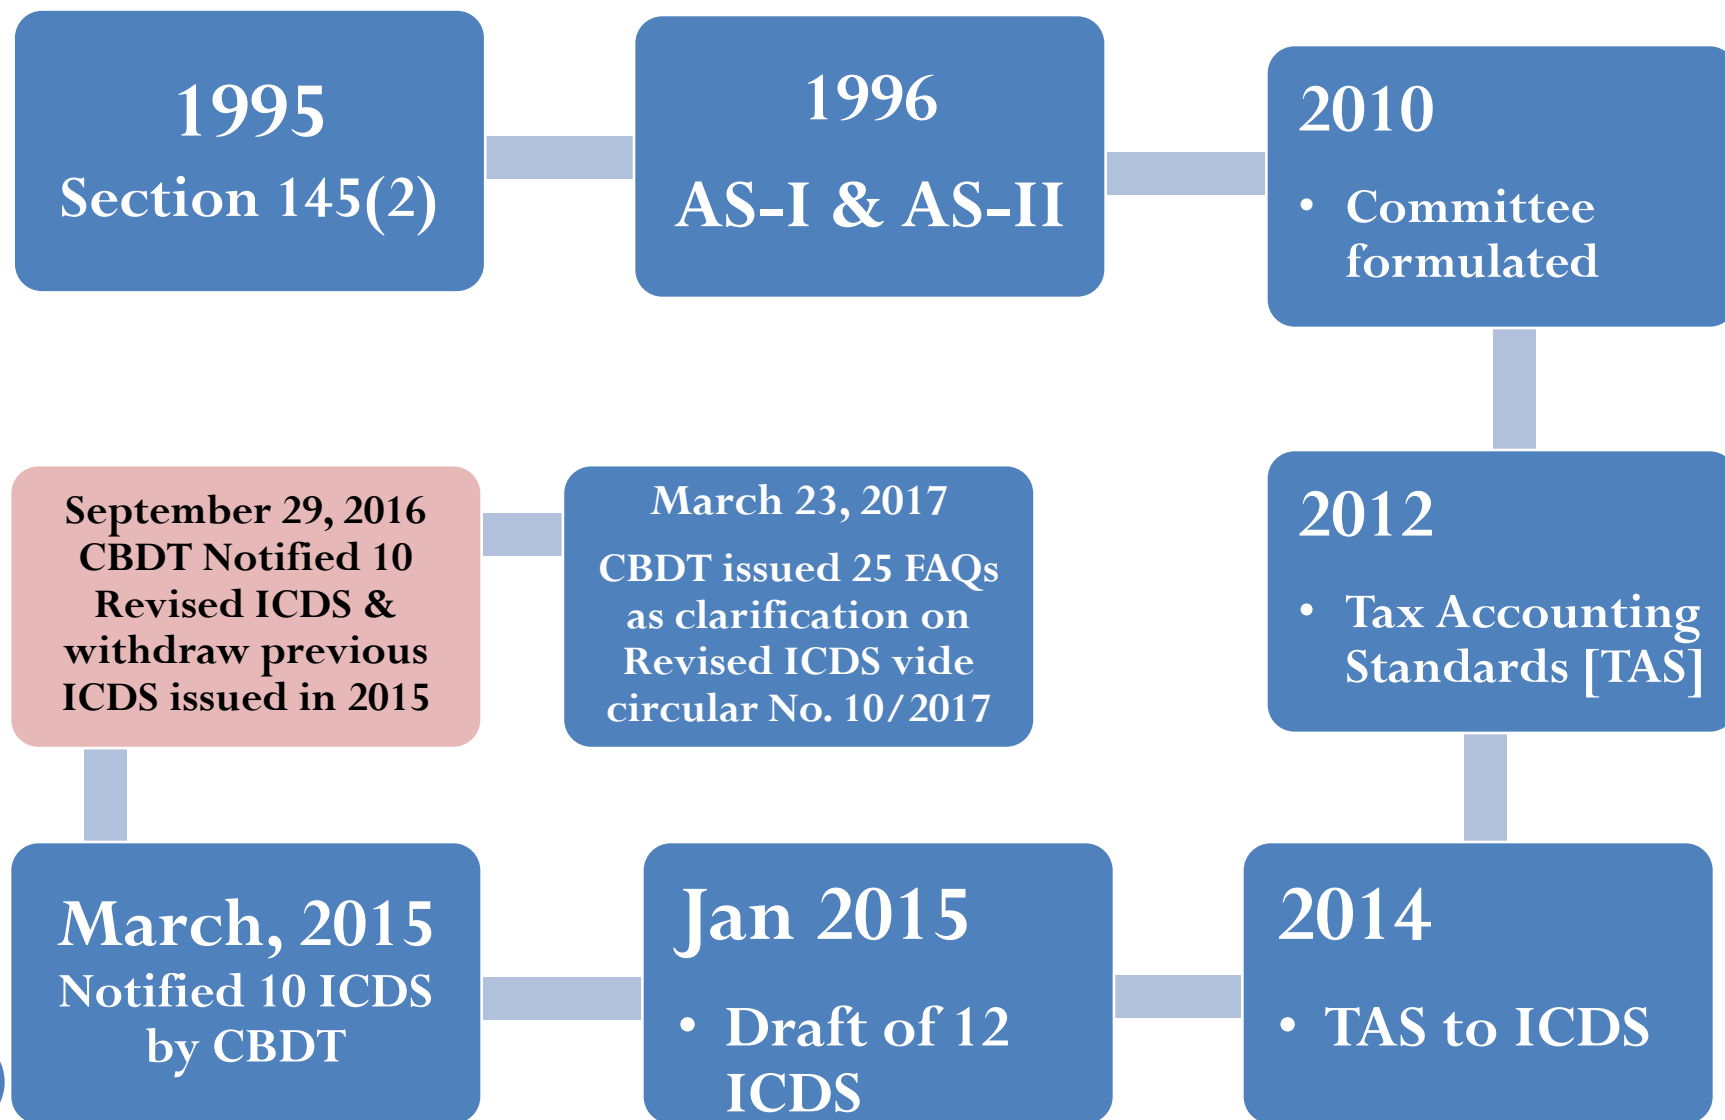 1995
Section 145(2)
1996
AS-I & AS-II
2010
• Committee
formulated
2012
• Tax Accounting
Standards [TAS]
2014
• TAS to ICDS
Jan 2015
• Draft of 12
ICDS
March, 2015
Notified 10 ICDS
by CBDT
September 29, 2016
CBDT Notified 10
Revised ICDS &
withdraw previous
ICDS issued in 2015
March 23, 2017
CBDT issued 25 FAQs
as clarification on
Revised ICDS vide
circular No. 10/2017